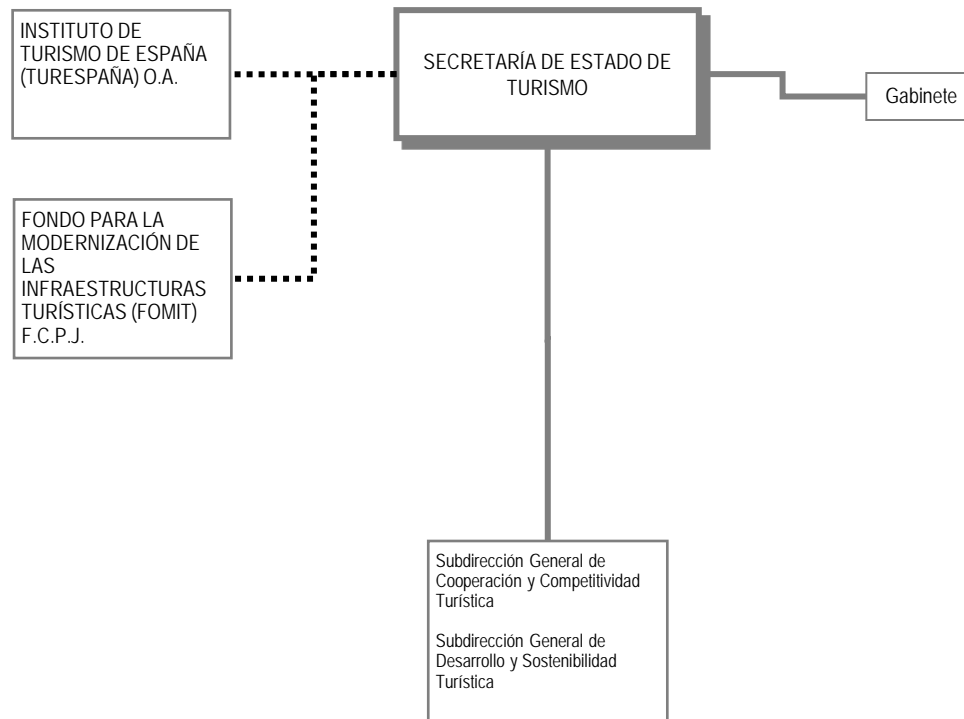 INSTITUTO DE
TURISMO DE ESPAÑA
(TURESPAÑA) O.A.
SECRETARÍA DE ESTADO DE
TURISMO
Gabinete
FONDO PARA LA
MODERNIZACIÓN DE
LAS
INFRAESTRUCTURAS
TURÍSTICAS (FOMIT)
F.C.P.J.
Subdirección General de
Cooperación y Competitividad
Turística
Subdirección General de
Desarrollo y Sostenibilidad
Turística